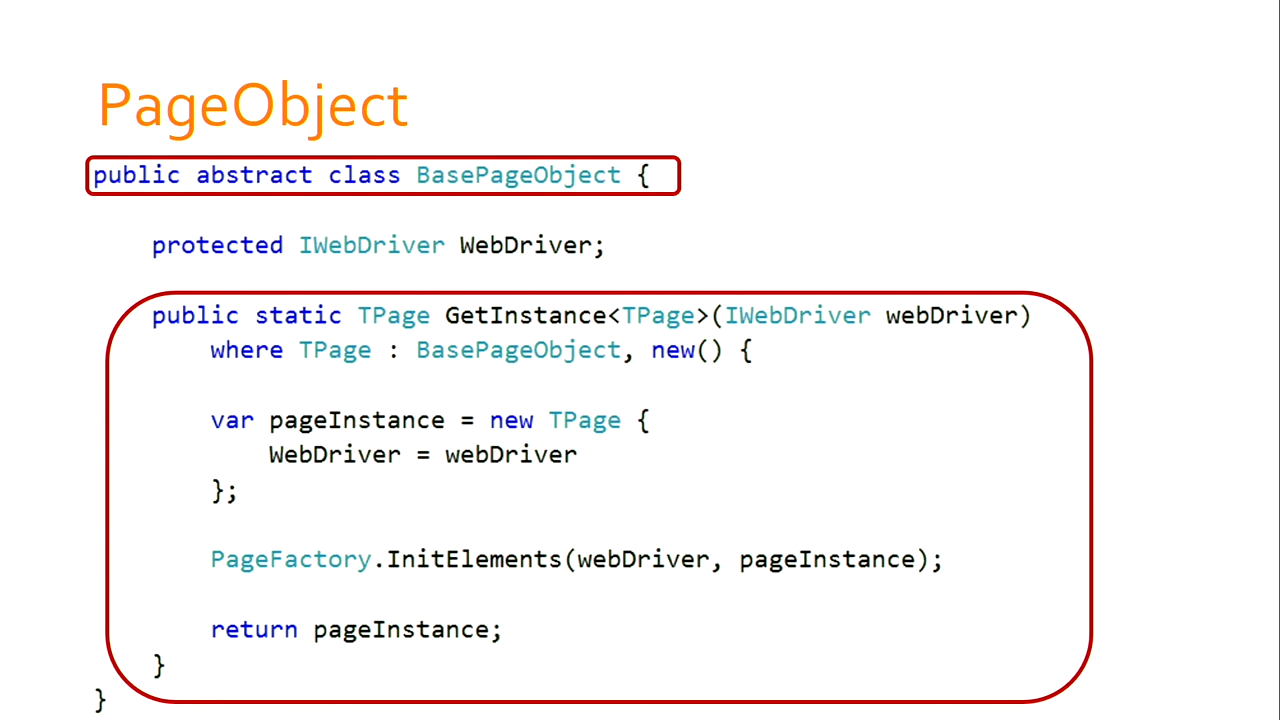 PageObject
public abstract class BasePageObject {
protected IWebDriver WebDriver;
public static TPage GetInstance<TPage>(IWebDriver webDriver)
where TPage : BasePageObject, new() {
var pageInstance = new TPage {
WebDriver = webDriver
};
PageFactory.InitElements(webDriver, pageInstance);
return pageInstance;
}
}